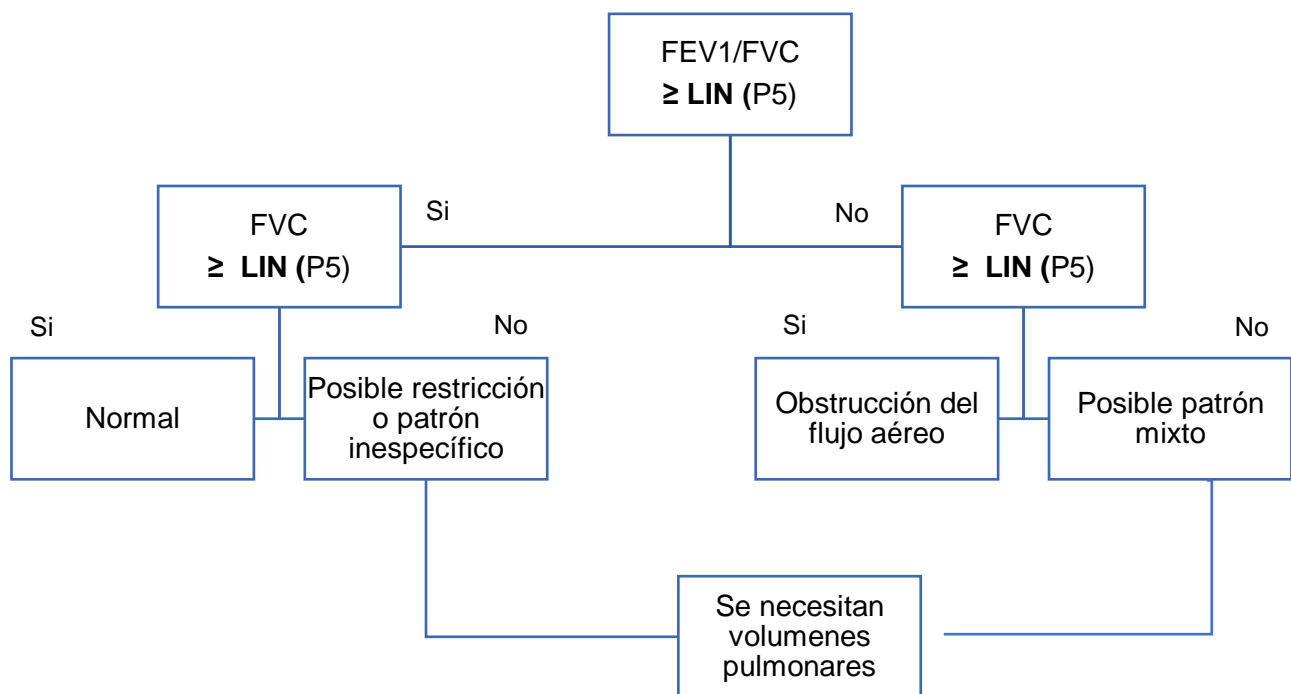 FEV1/FVC
≥ LIN (P5)
Si
No
FVC
≥ LIN (P5)
FVC
≥ LIN (P5)
Si
No
Si
No
Normal
Posible restricción
o patrón
inespecífico
Obstrucción del
flujo aéreo
Posible patrón
mixto
Se necesitan
volumenes
pulmonares